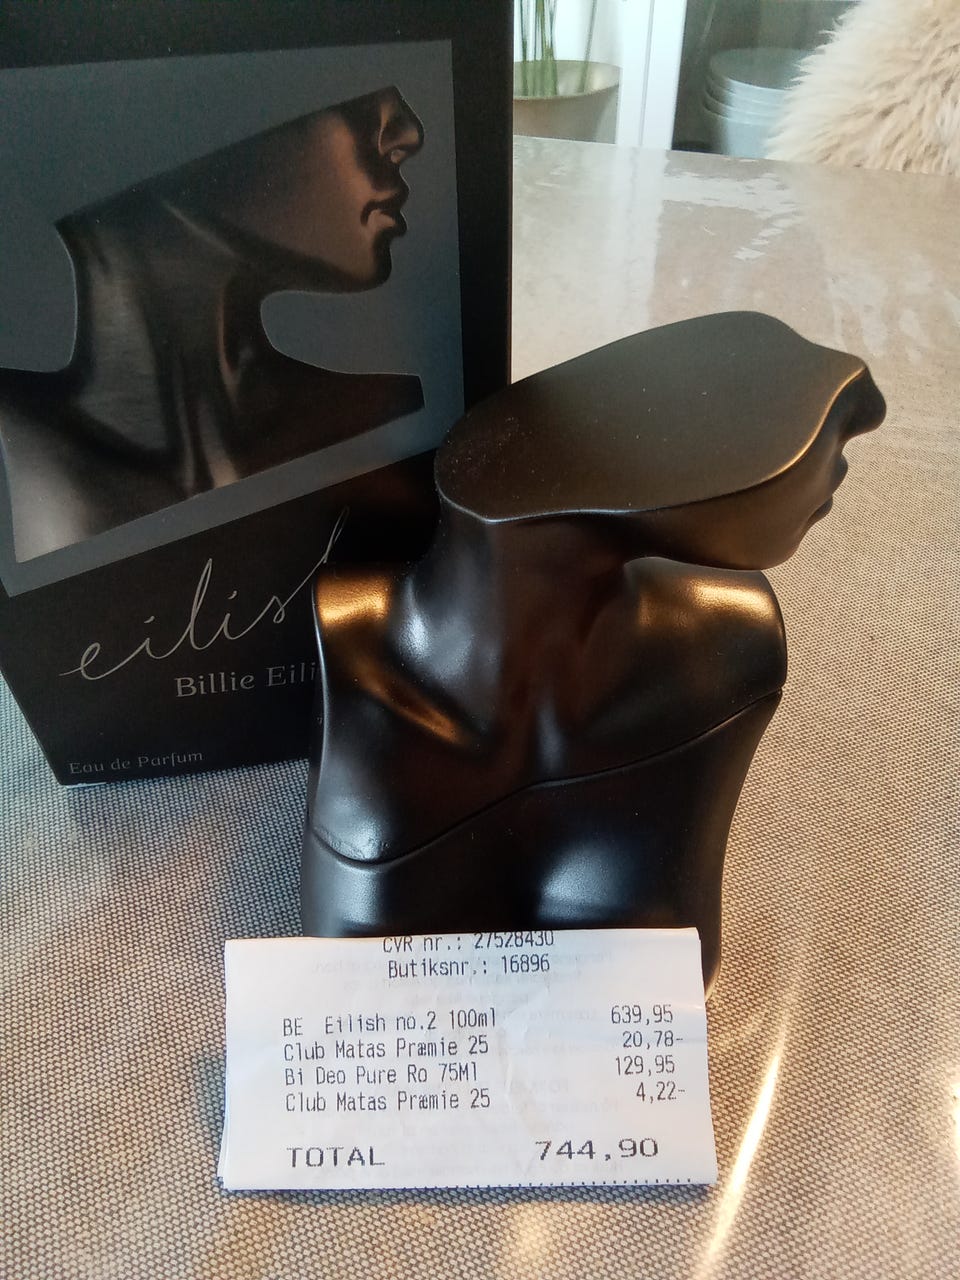 eilish
Billie Eili
Eau de Parfum
CVR nr.: 27528430
Butiksnr.: 16896
BE Eilish no.2 100ml 639,95
Club Matas Præmie 25 20,78-
Bi Deo Pure Ro 75Ml 129,95
Club Matas Præmie 25 4,22-
TOTAL 744,90